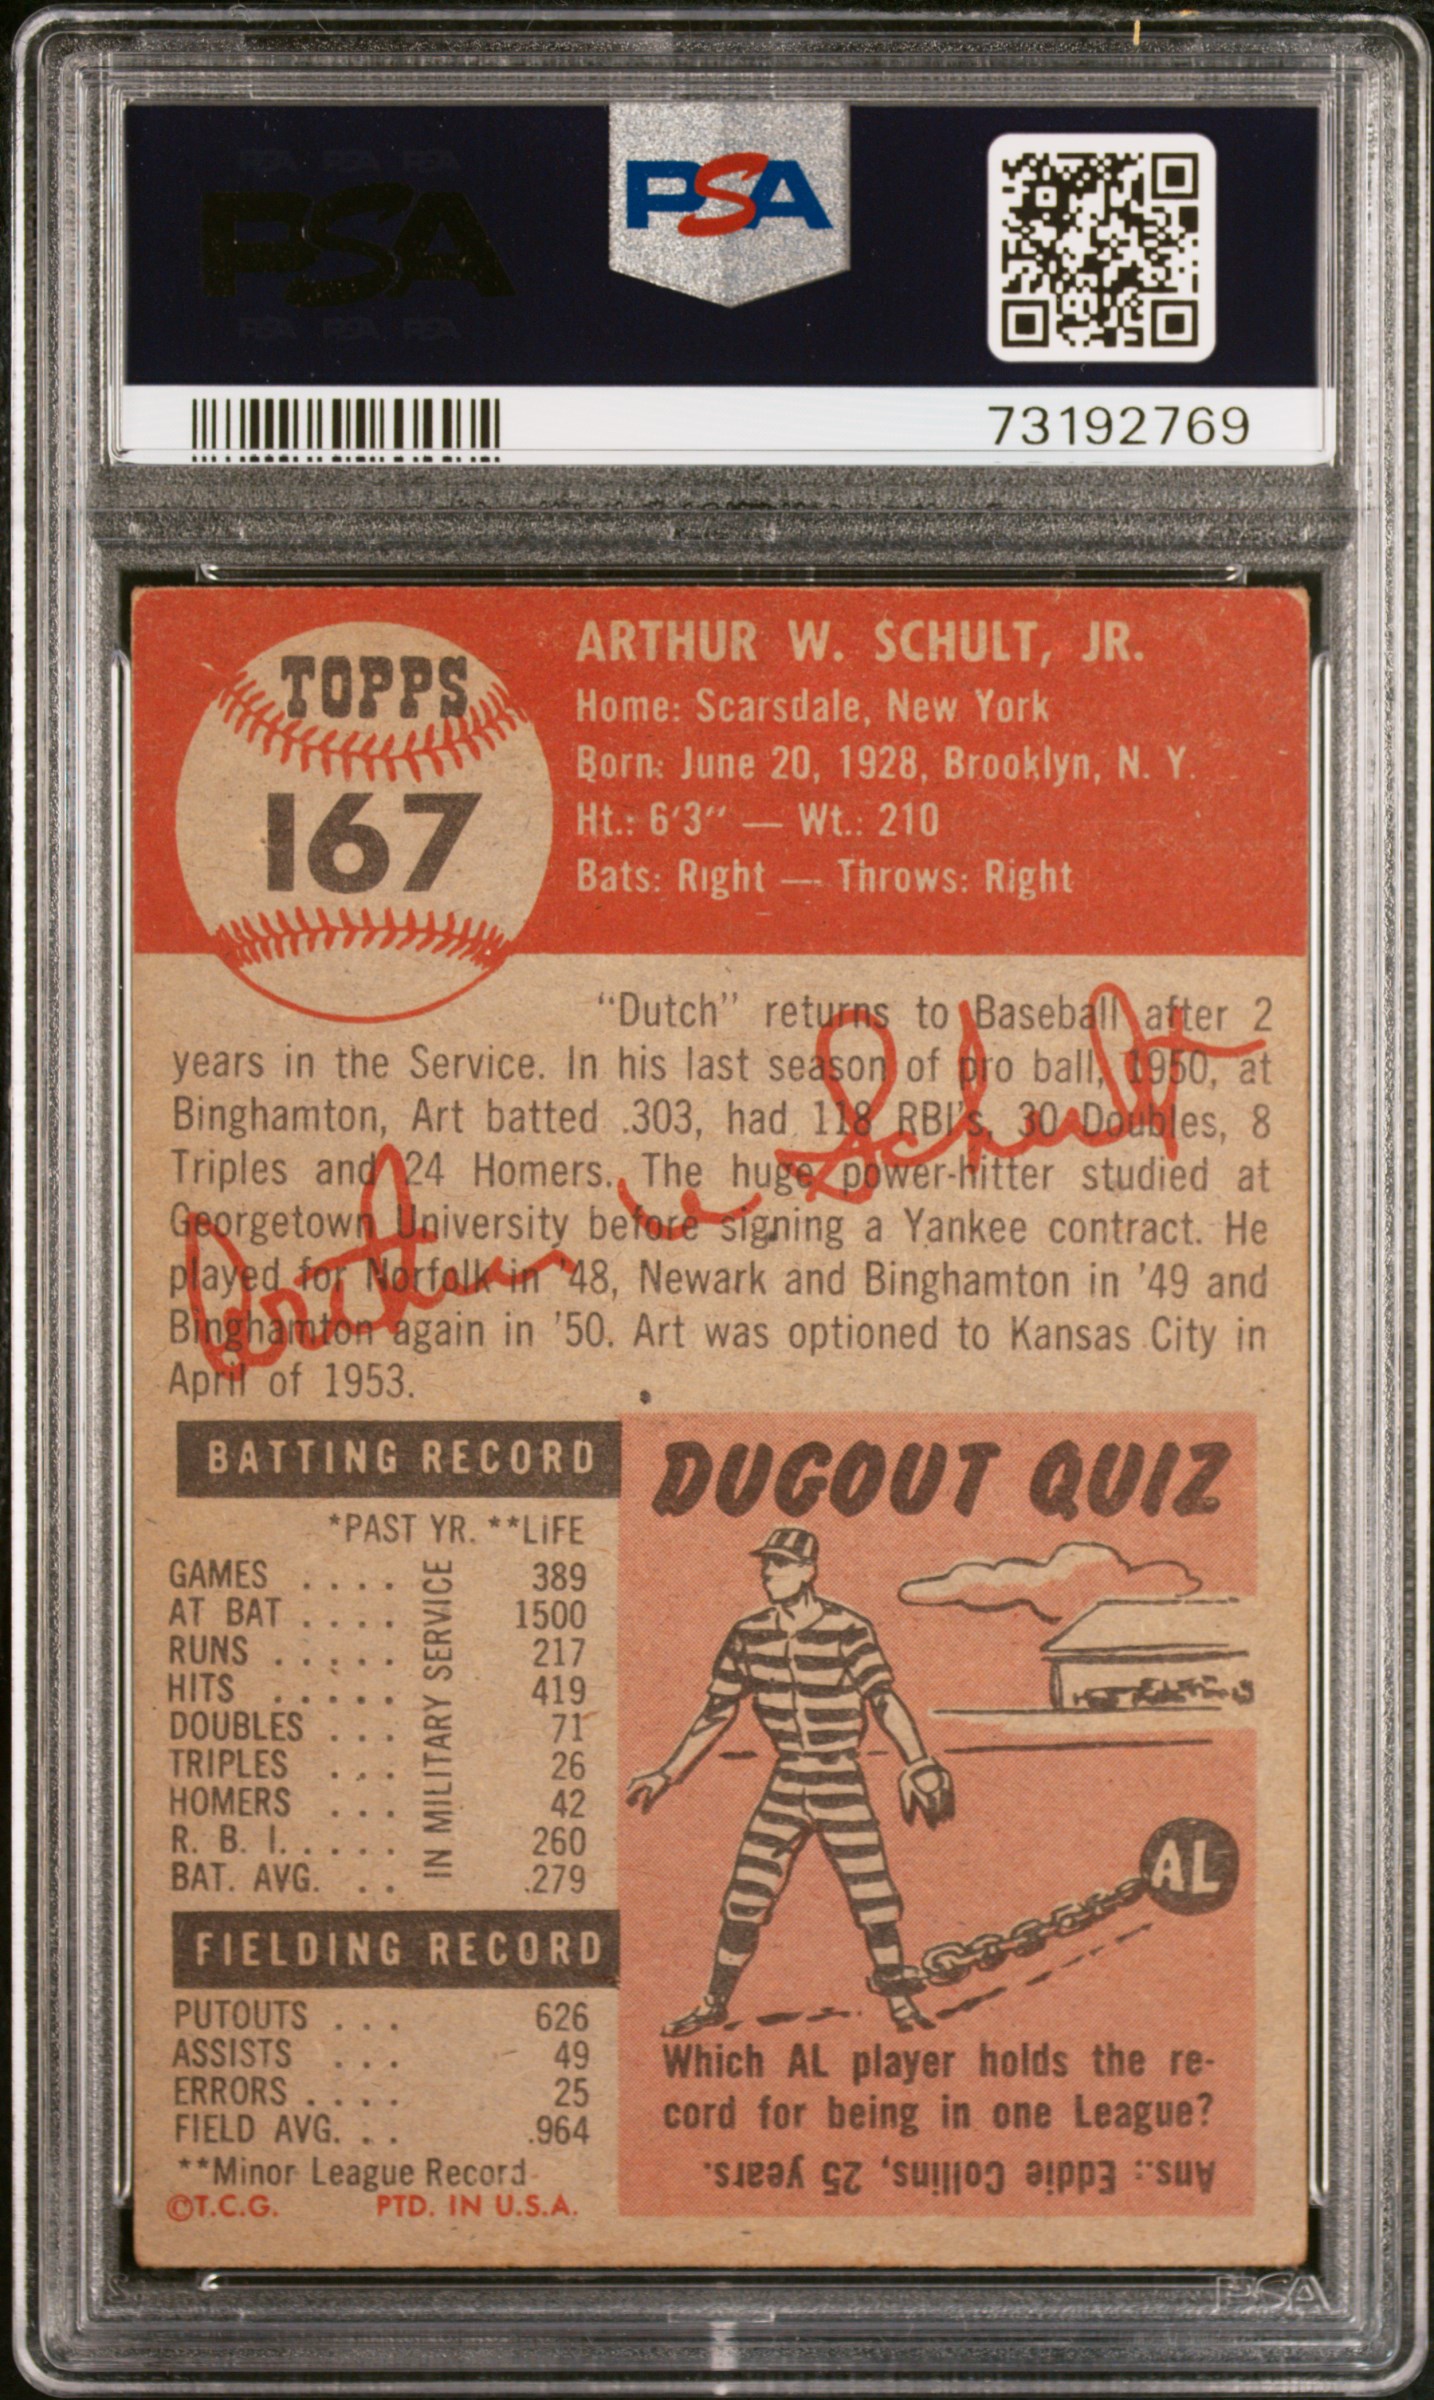 PSA
PSA
73192769
TOPPS
167
ARTHUR W. SCHULT, JR.
Home: Scarsdale, New York
Born: June 20, 1928, Brooklyn, N. Y.
Ht.: 6'3" — Wt.: 210
Bats: Right — Throws: Right
"Dutch" returns to Baseball after 2
years in the Service. In his last season of pro ball, 1950, at
Binghamton, Art batted .303, had 118 RBI's, 30 Doubles, 8
Triples and 24 Homers. The huge power-hitter studied at
Georgetown University before signing a Yankee contract. He
played for Norfolk in '48, Newark and Binghamton in '49 and
Binghamton again in '50. Art was optioned to Kansas City in
April of 1953.
Arthur W Schult
BATTING RECORD
*PAST YR. **LIFE
IN MILITARY SERVICE
GAMES .... 389
AT BAT .... 1500
RUNS ..... 217
HITS ...... 419
DOUBLES ... 71
TRIPLES ... 26
HOMERS ... 42
R. B. I...... 260
BAT. AVG. .. .279
FIELDING RECORD
PUTOUTS ... 626
ASSISTS ... 49
ERRORS .... 25
FIELD AVG. .. .964
**Minor League Record
©T.C.G. PTD. IN U.S.A.
DUGOUT QUIZ
AL
Which AL player holds the re-
cord for being in one League?
Ans.: Eddie Collins, 25 years.
PSA